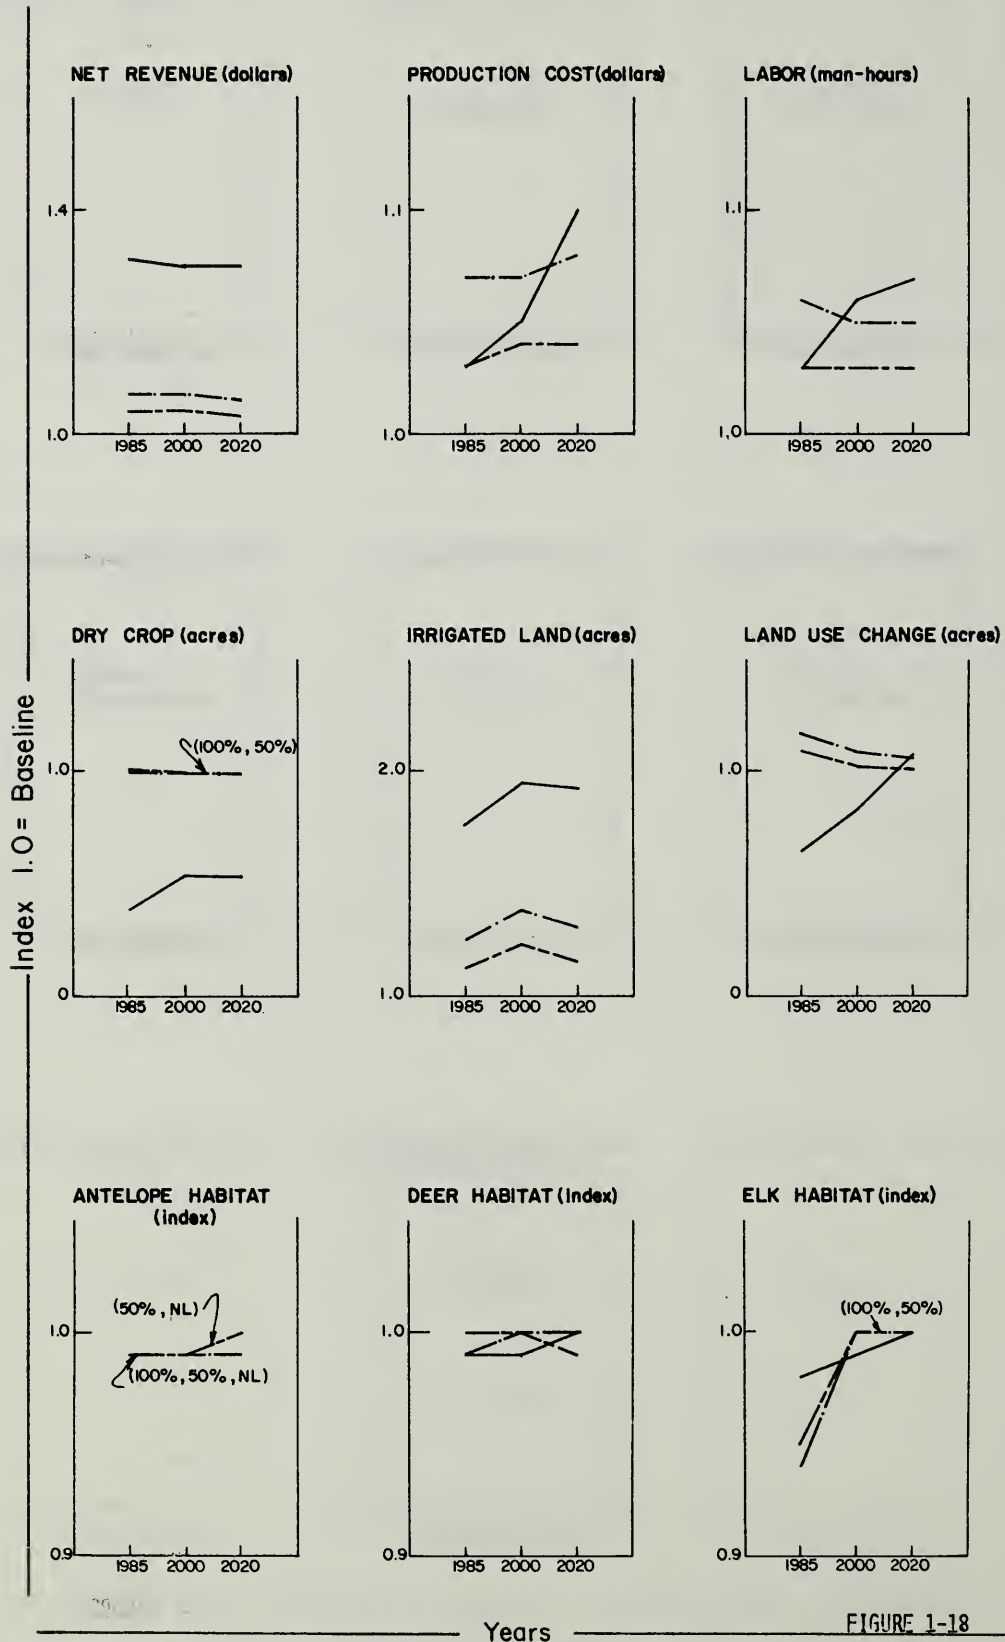 NET REVENUE (dollars)
1.4
1.0
1985 2000 2020
PRODUCTION COST (dollars)
1.1
1.0
1985 2000 2020
LABOR (man-hours)
1.1
1.0
1985 2000 2020
Index 1.0 = Baseline
DRY CROP (acres)
(100%, 50%)
1.0
0
1985 2000 2020
IRRIGATED LAND (acres)
2.0
1.0
1985 2000 2020
LAND USE CHANGE (acres)
1.0
0
1985 2000 2020
ANTELOPE HABITAT
(index)
(50%, NL)
1.0
(100%, 50%, NL)
0.9
1985 2000 2020
DEER HABITAT (Index)
1.0
0.9
1985 2000 2020
ELK HABITAT (index)
(100%, 50%)
1.0
0.9
1985 2000 2020
Years
FIGURE 1-18